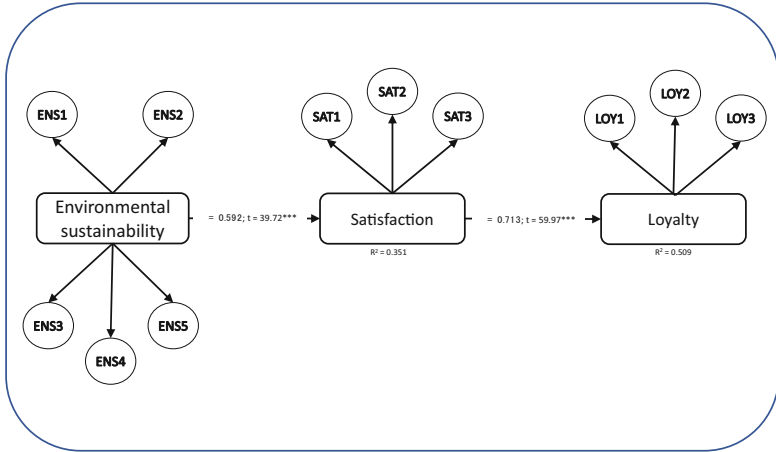 ENS1
ENS2
SAT1
SAT2
SAT3
LOY1
LOY2
LOY3
Environmental
sustainability
= 0.592; t = 39.72***
Satisfaction
= 0.713; t = 59.97***
Loyalty
R² = 0.351
R² = 0.509
ENS3
ENS4
ENS5